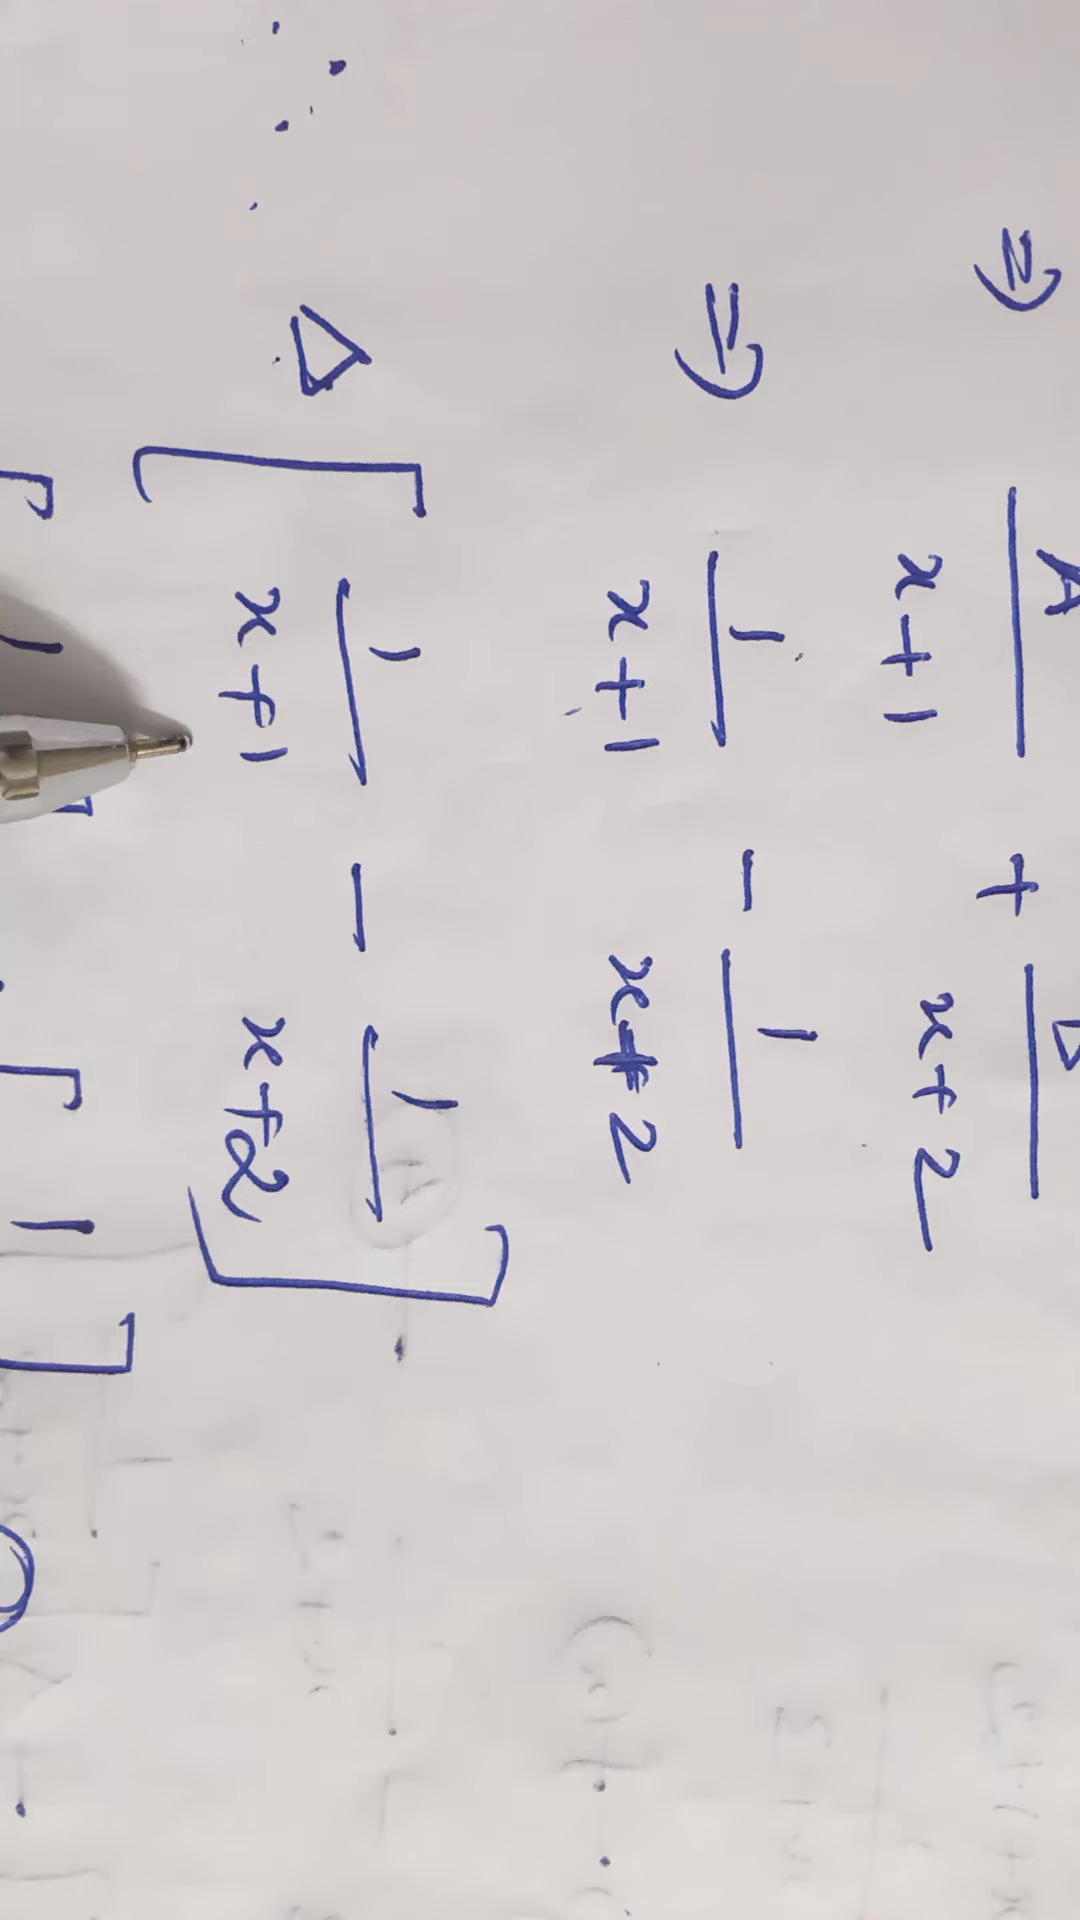 ⇒ A/(x+1) + B/(x+2)
⇒ 1/(x+1) - 1/(x+2)
Δ [ 1/(x+1) - 1/(x+2) ]